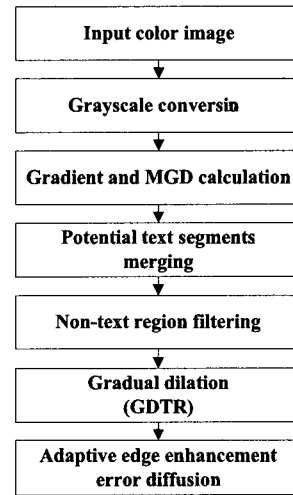 Input color image
Grayscale conversin
Gradient and MGD calculation
Potential text segments
merging
Non-text region filtering
Gradual dilation
(GDTR)
Adaptive edge enhancement
error diffusion